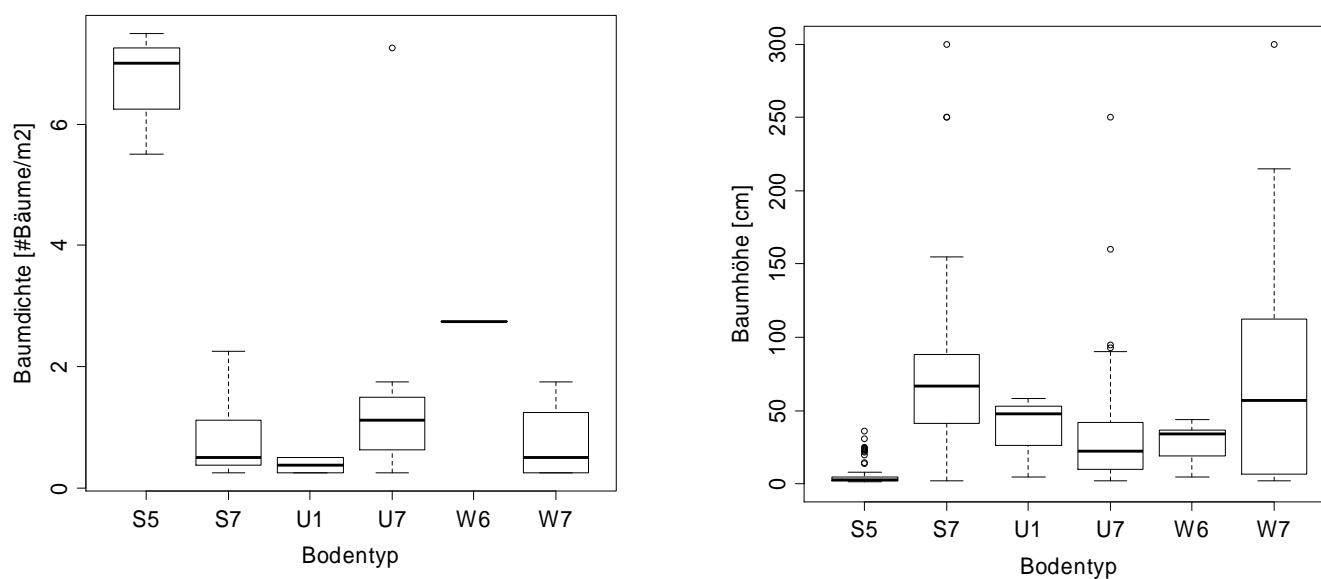 Baumdichte [#Bäume/m2]
6
4
2
0
S5 S7 U1 U7 W6 W7
Bodentyp
Baumhöhe [cm]
300
250
200
150
100
50
0
S5 S7 U1 U7 W6 W7
Bodentyp